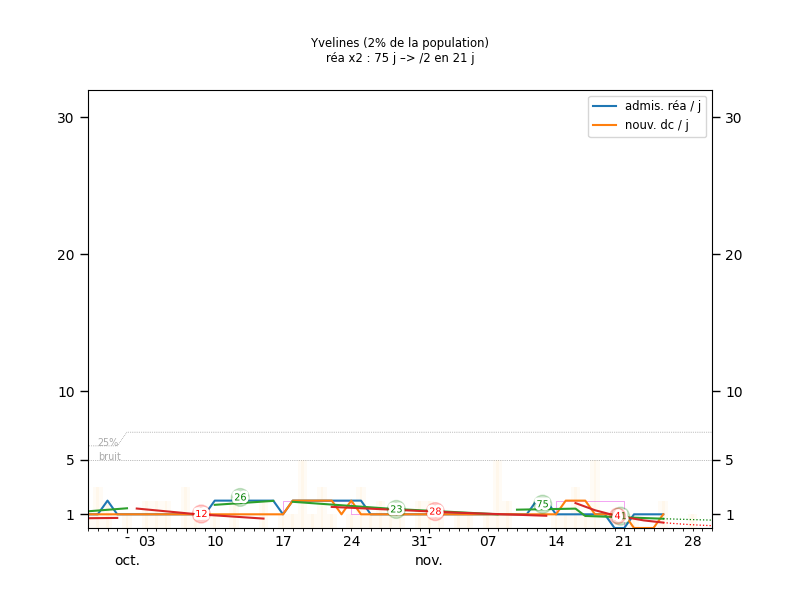 Yvelines (2% de la population)
réa x2 : 75 j –> /2 en 21 j
admis. réa / j
nouv. dc / j
30 30
20 20
10 10
25%
bruit
5 5
26
75
12 23 28 41
1 1
03 10 17 24 31 07 14 21 28
oct. nov.